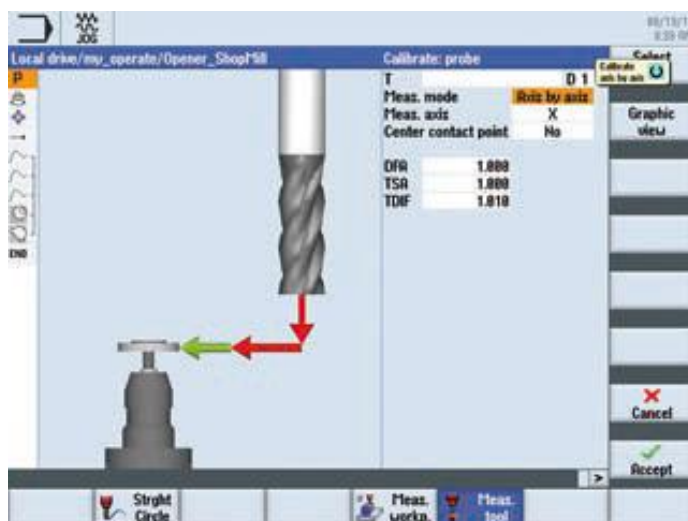 JOG
Local drive/my_operate/Opener_ShopMill
Calibrate: probe
Select
Calibrate
axis by axis
P
T D 1
Meas. mode Axis by axis
Meas. axis X
Center contact point No
Graphic
view
DFA 1.000
TSA 1.000
TDIF 1.010
END
Cancel
Accept
>
Strght
Circle
Meas.
workp.
Meas.
tool